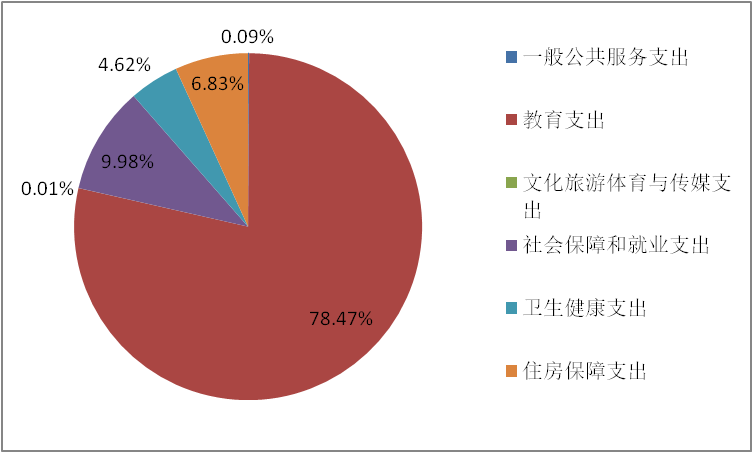 0.09%
4.62%
6.83%
9.98%
0.01%
78.47%
一般公共服务支出
教育支出
文化旅游体育与传媒支
出
社会保障和就业支出
卫生健康支出
住房保障支出